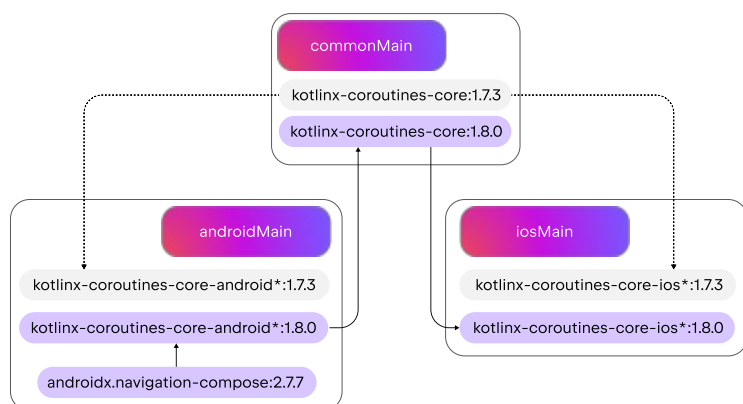 commonMain
kotlinx-coroutines-core:1.7.3
kotlinx-coroutines-core:1.8.0
androidMain
kotlinx-coroutines-core-android*:1.7.3
kotlinx-coroutines-core-android*:1.8.0
androidx.navigation-compose:2.7.7
iosMain
kotlinx-coroutines-core-ios*:1.7.3
kotlinx-coroutines-core-ios*:1.8.0